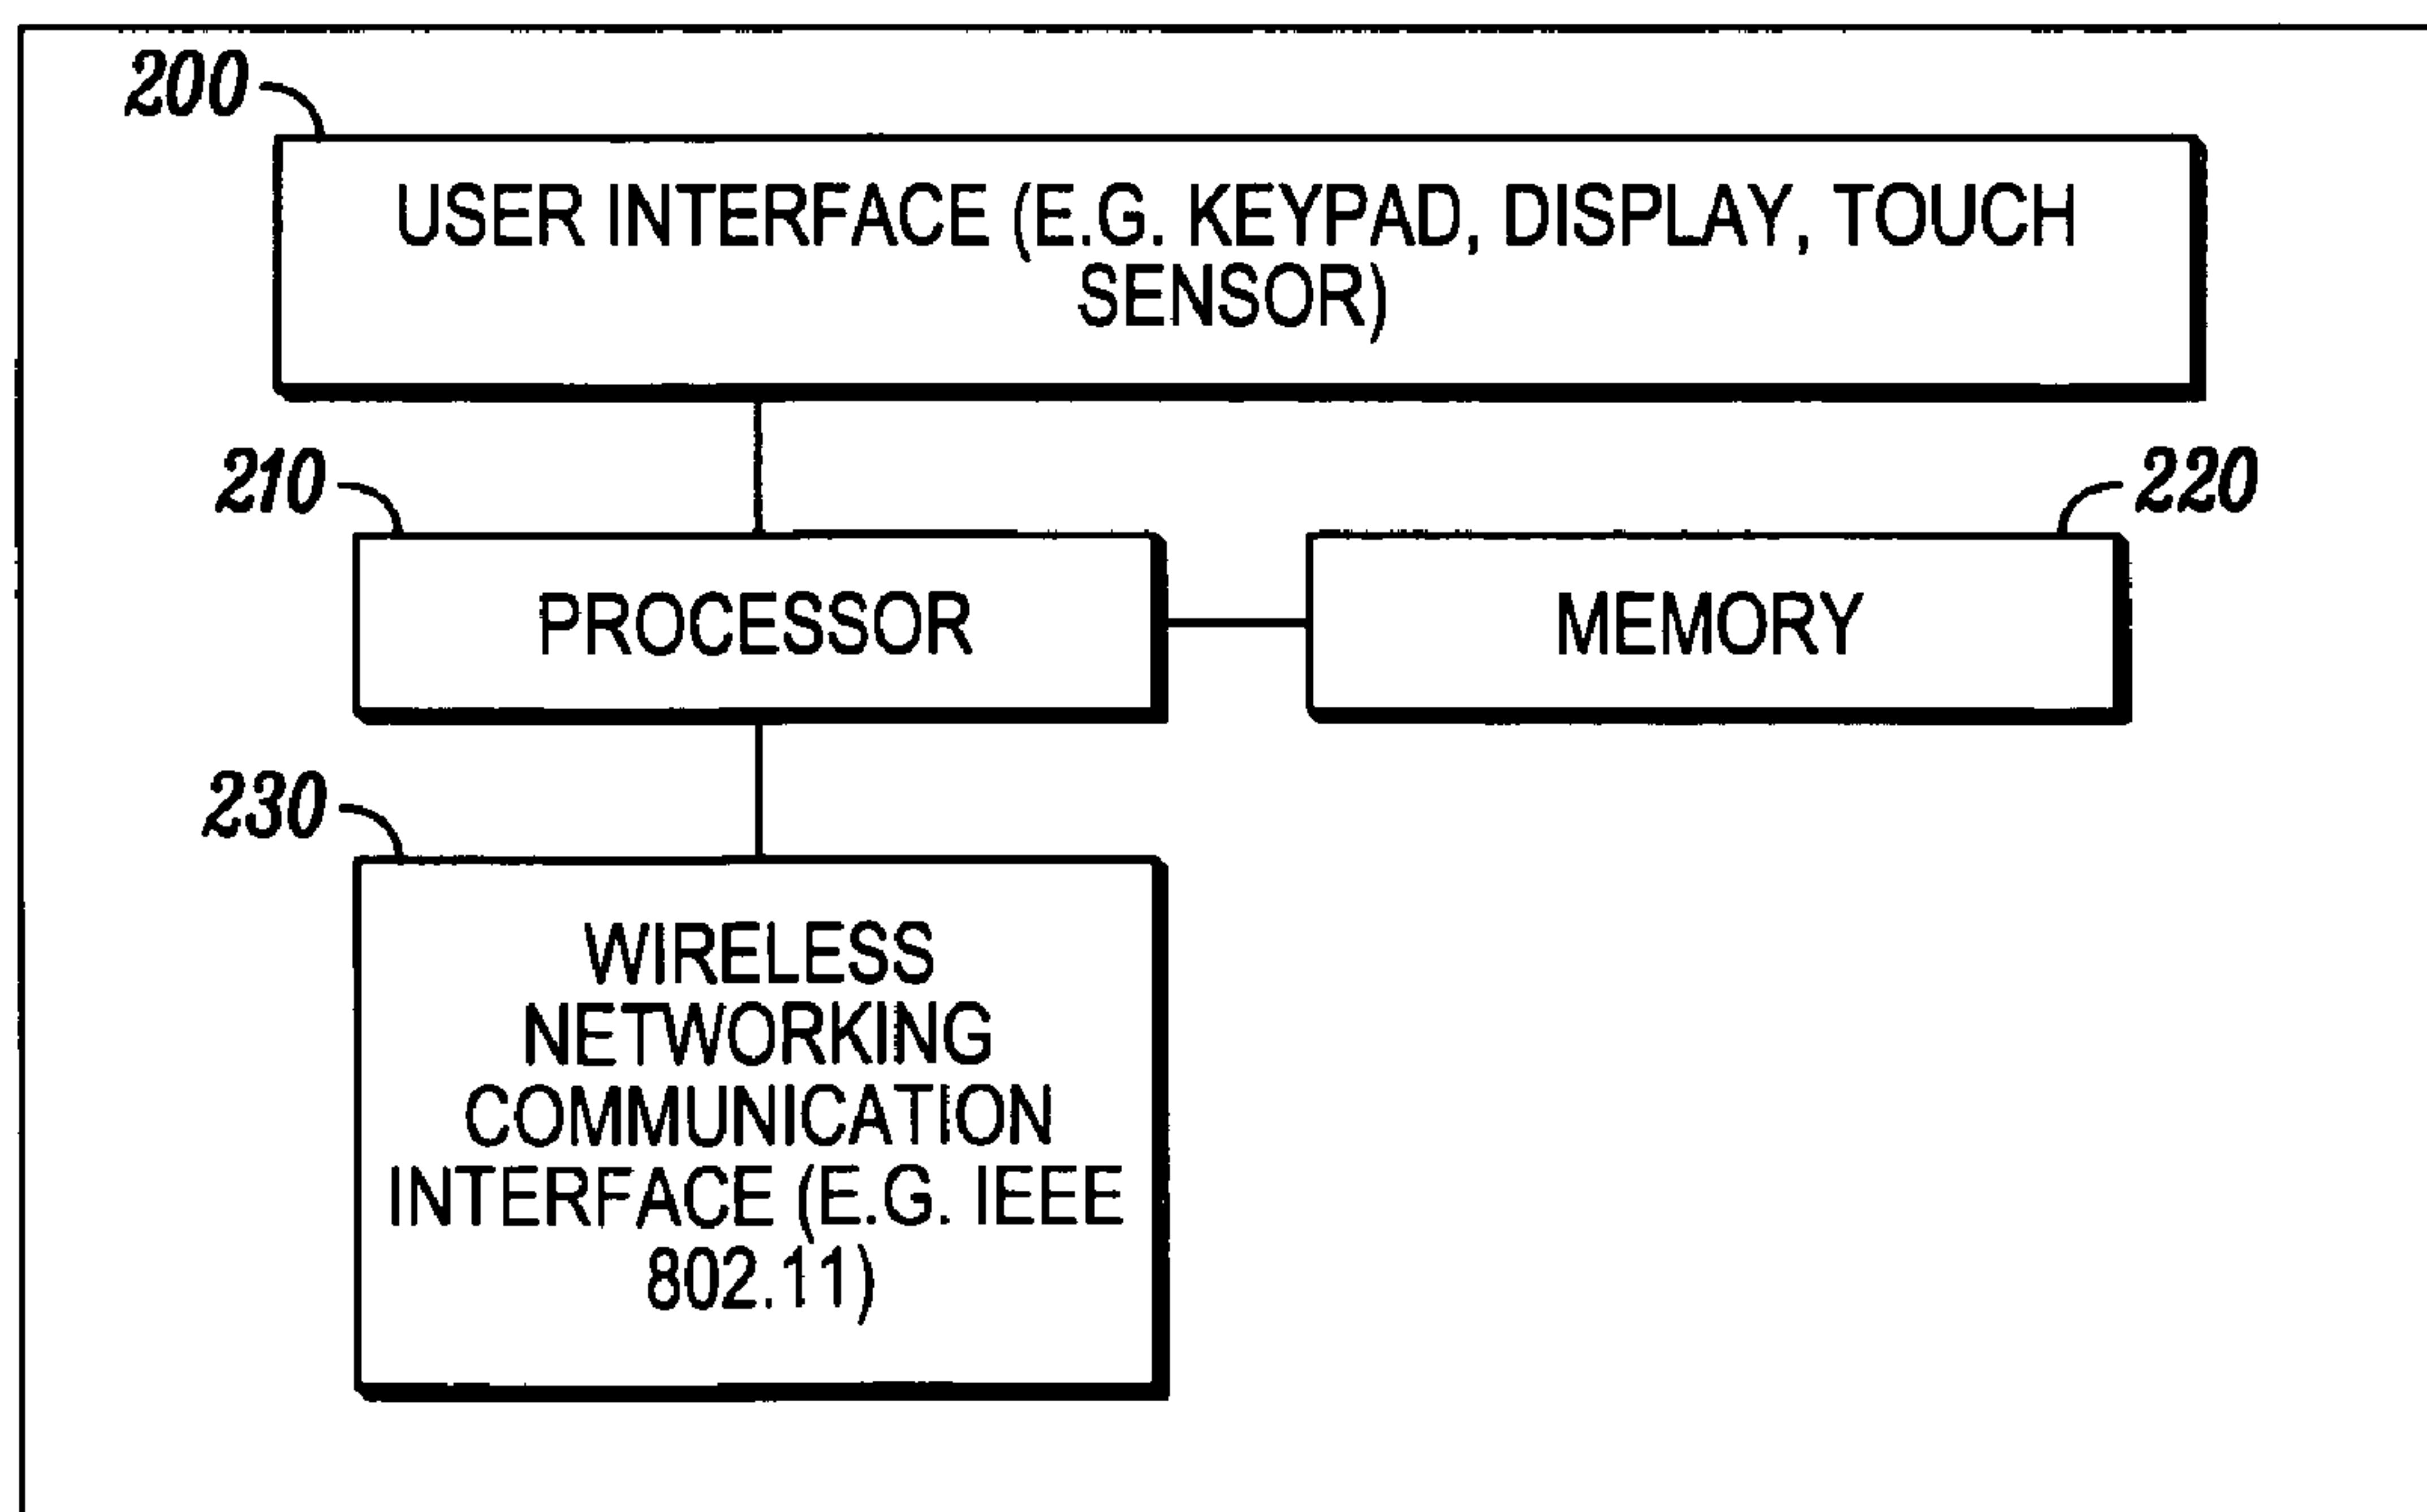 200
USER INTERFACE (E.G. KEYPAD, DISPLAY, TOUCH
SENSOR)
210
220
PROCESSOR
MEMORY
230
WIRELESS
NETWORKING
COMMUNICATION
INTERFACE (E.G. IEEE
802.11)